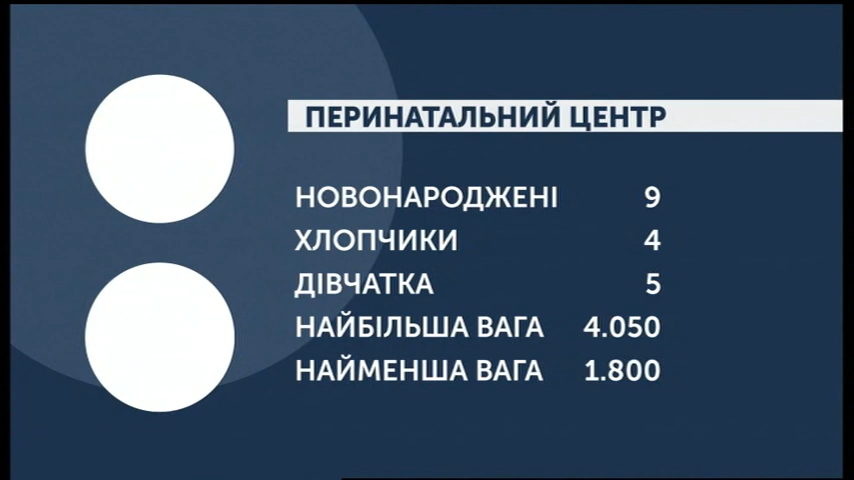 ПЕРИНАТАЛЬНИЙ ЦЕНТР
НОВОНАРОДЖЕНІ 9
ХЛОПЧИКИ 4
ДІВЧАТКА 5
НАЙБІЛЬША ВАГА 4.050
НАЙМЕНША ВАГА 1.800